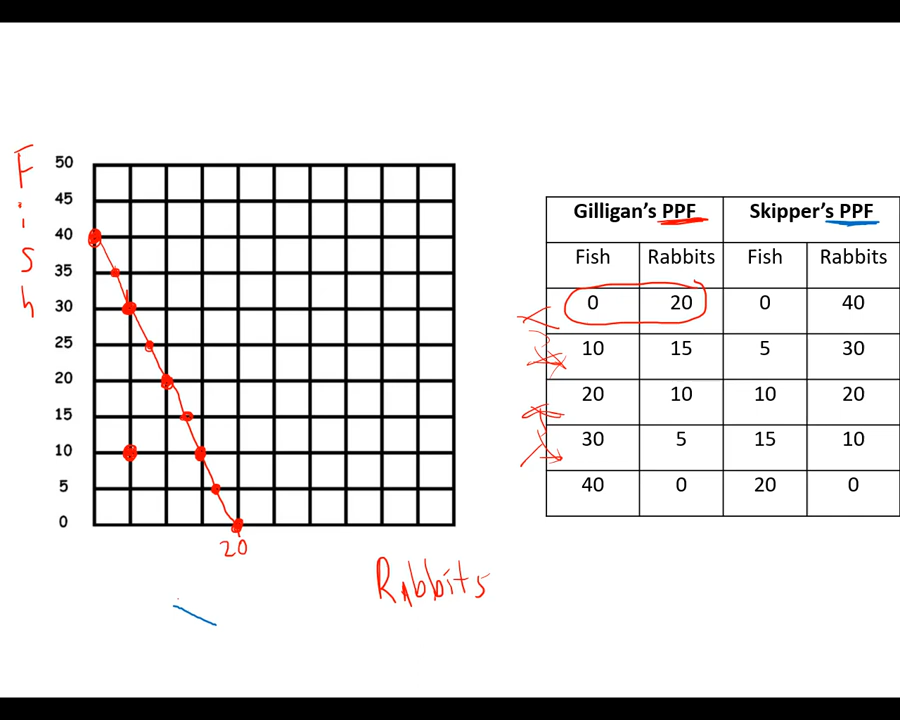 Fish
50
45
40
35
30
25
20
15
10
5
0
20
Rabbits
Gilligan's PPF Skipper's PPF
Fish Rabbits Fish Rabbits
0 20 0 40
10 15 5 30
20 10 10 20
30 5 15 10
40 0 20 0